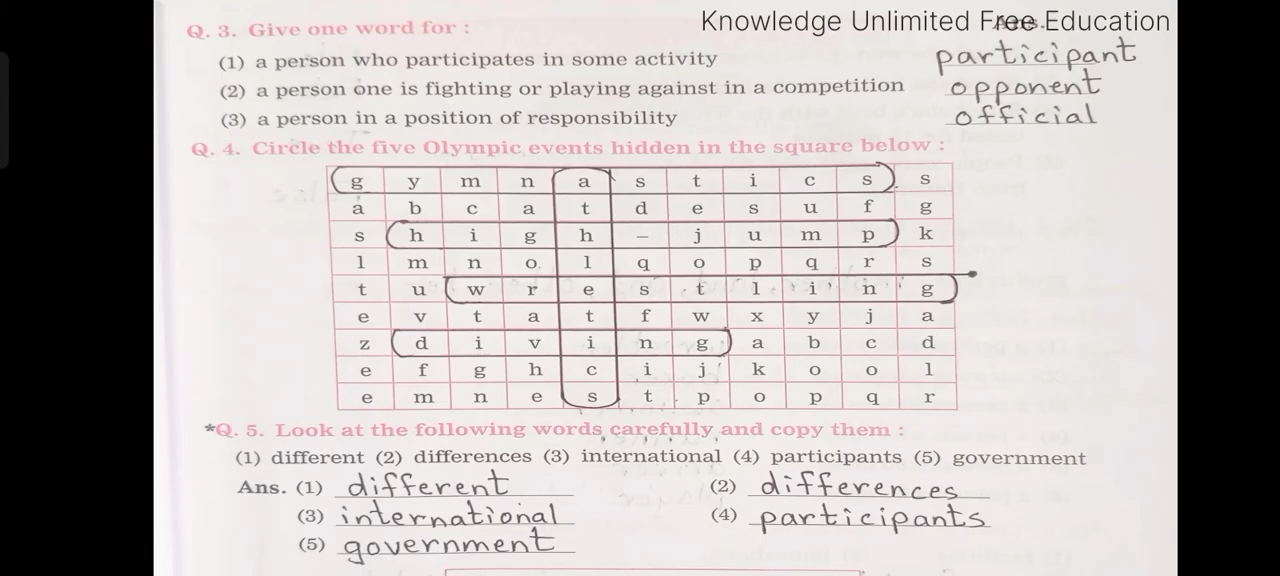 Knowledge Unlimited Free Education
Q. 3. Give one word for :
(1) a person who participates in some activity participant
(2) a person one is fighting or playing against in a competition opponent
(3) a person in a position of responsibility official
Q. 4. Circle the five Olympic events hidden in the square below :
g y m n a s t i c s s
a b c a t d e s u f g
s h i g h – j u m p k
l m n o l q o p q r s
t u w r e s t l i n g
e v t a t f w x y j a
z d i v i n g a b c d
e f g h c i j k o o l
e m n e s t p o p q r
*Q. 5. Look at the following words carefully and copy them :
(1) different (2) differences (3) international (4) participants (5) government
Ans. (1) different (2) differences
(3) international (4) participants
(5) government